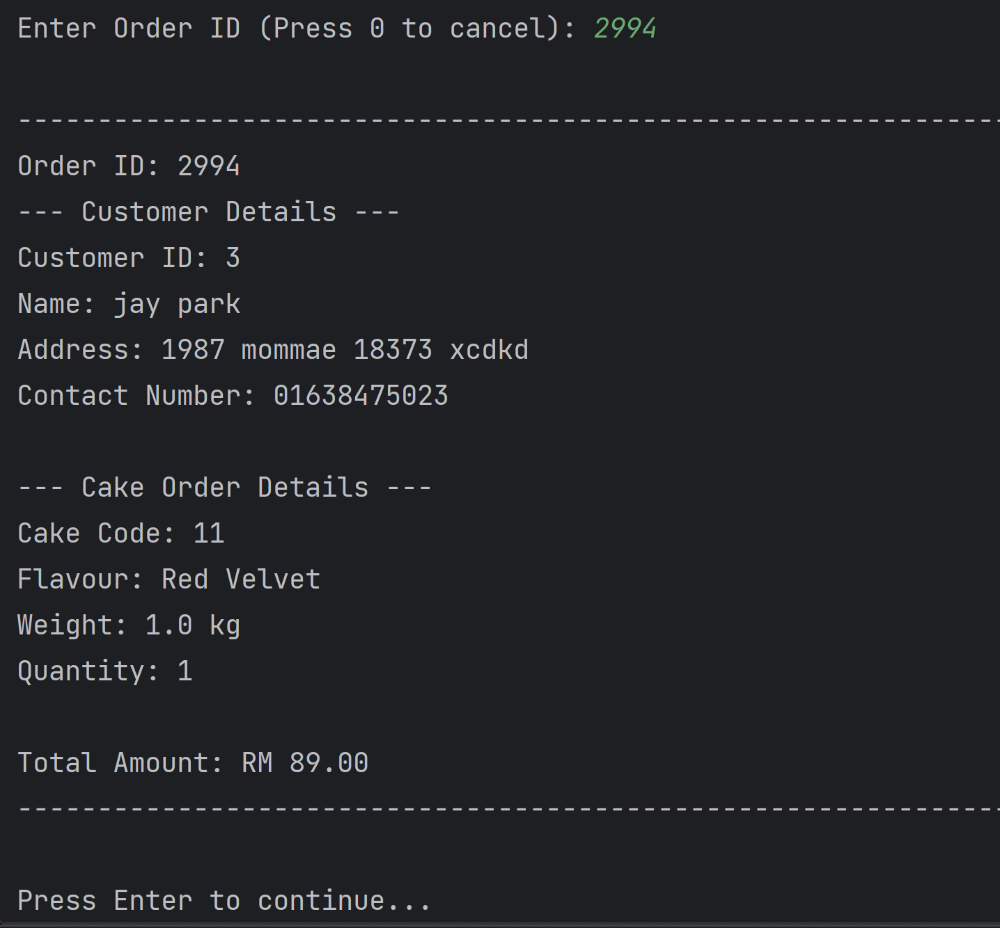 Enter Order ID (Press 0 to cancel): 2994
--------------------------------------------------------------
Order ID: 2994
--- Customer Details ---
Customer ID: 3
Name: jay park
Address: 1987 mommae 18373 xcdkd
Contact Number: 01638475023
--- Cake Order Details ---
Cake Code: 11
Flavour: Red Velvet
Weight: 1.0 kg
Quantity: 1
Total Amount: RM 89.00
--------------------------------------------------------------
Press Enter to continue...